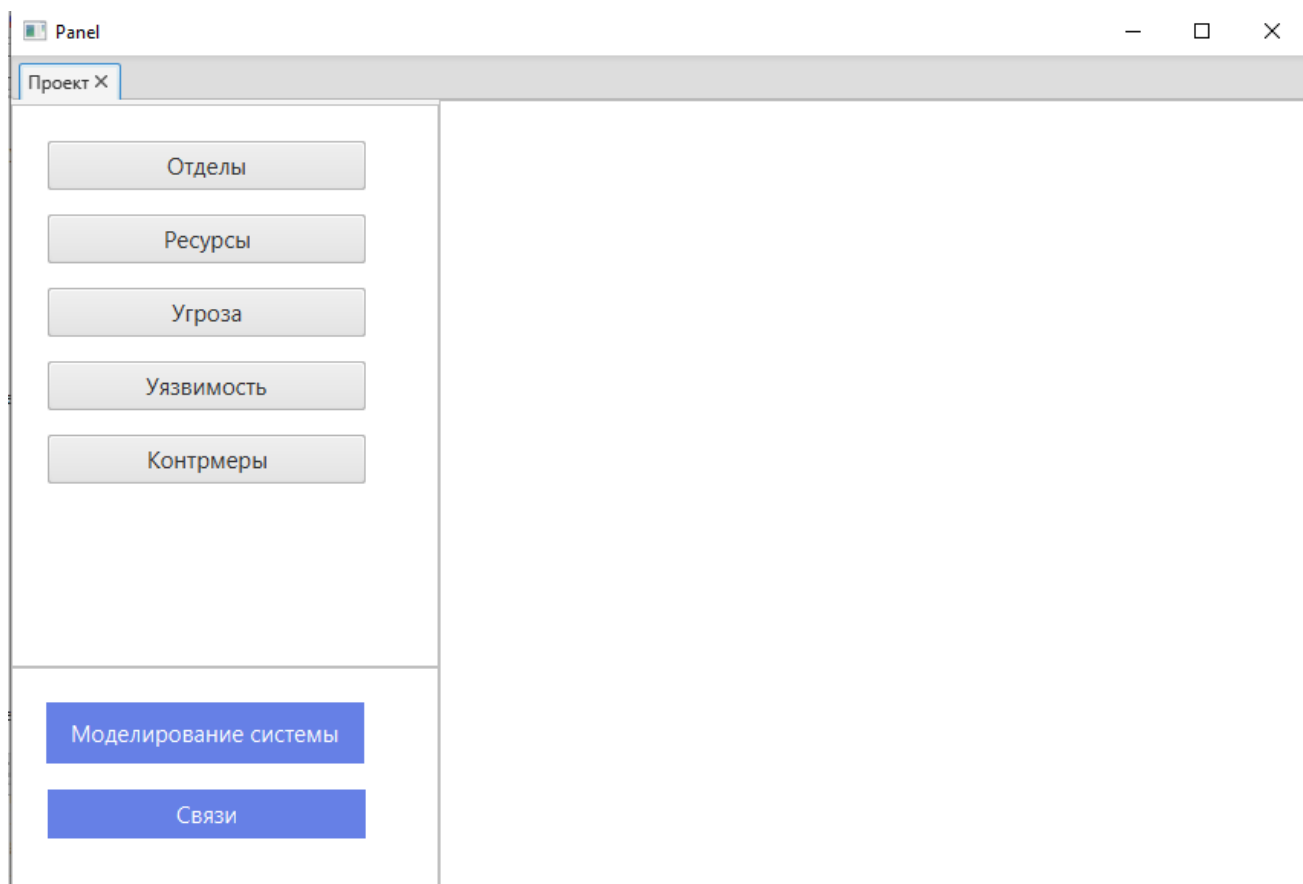 Panel
Проект
Отделы
Ресурсы
Угроза
Уязвимость
Контрмеры
Моделирование системы
Связи